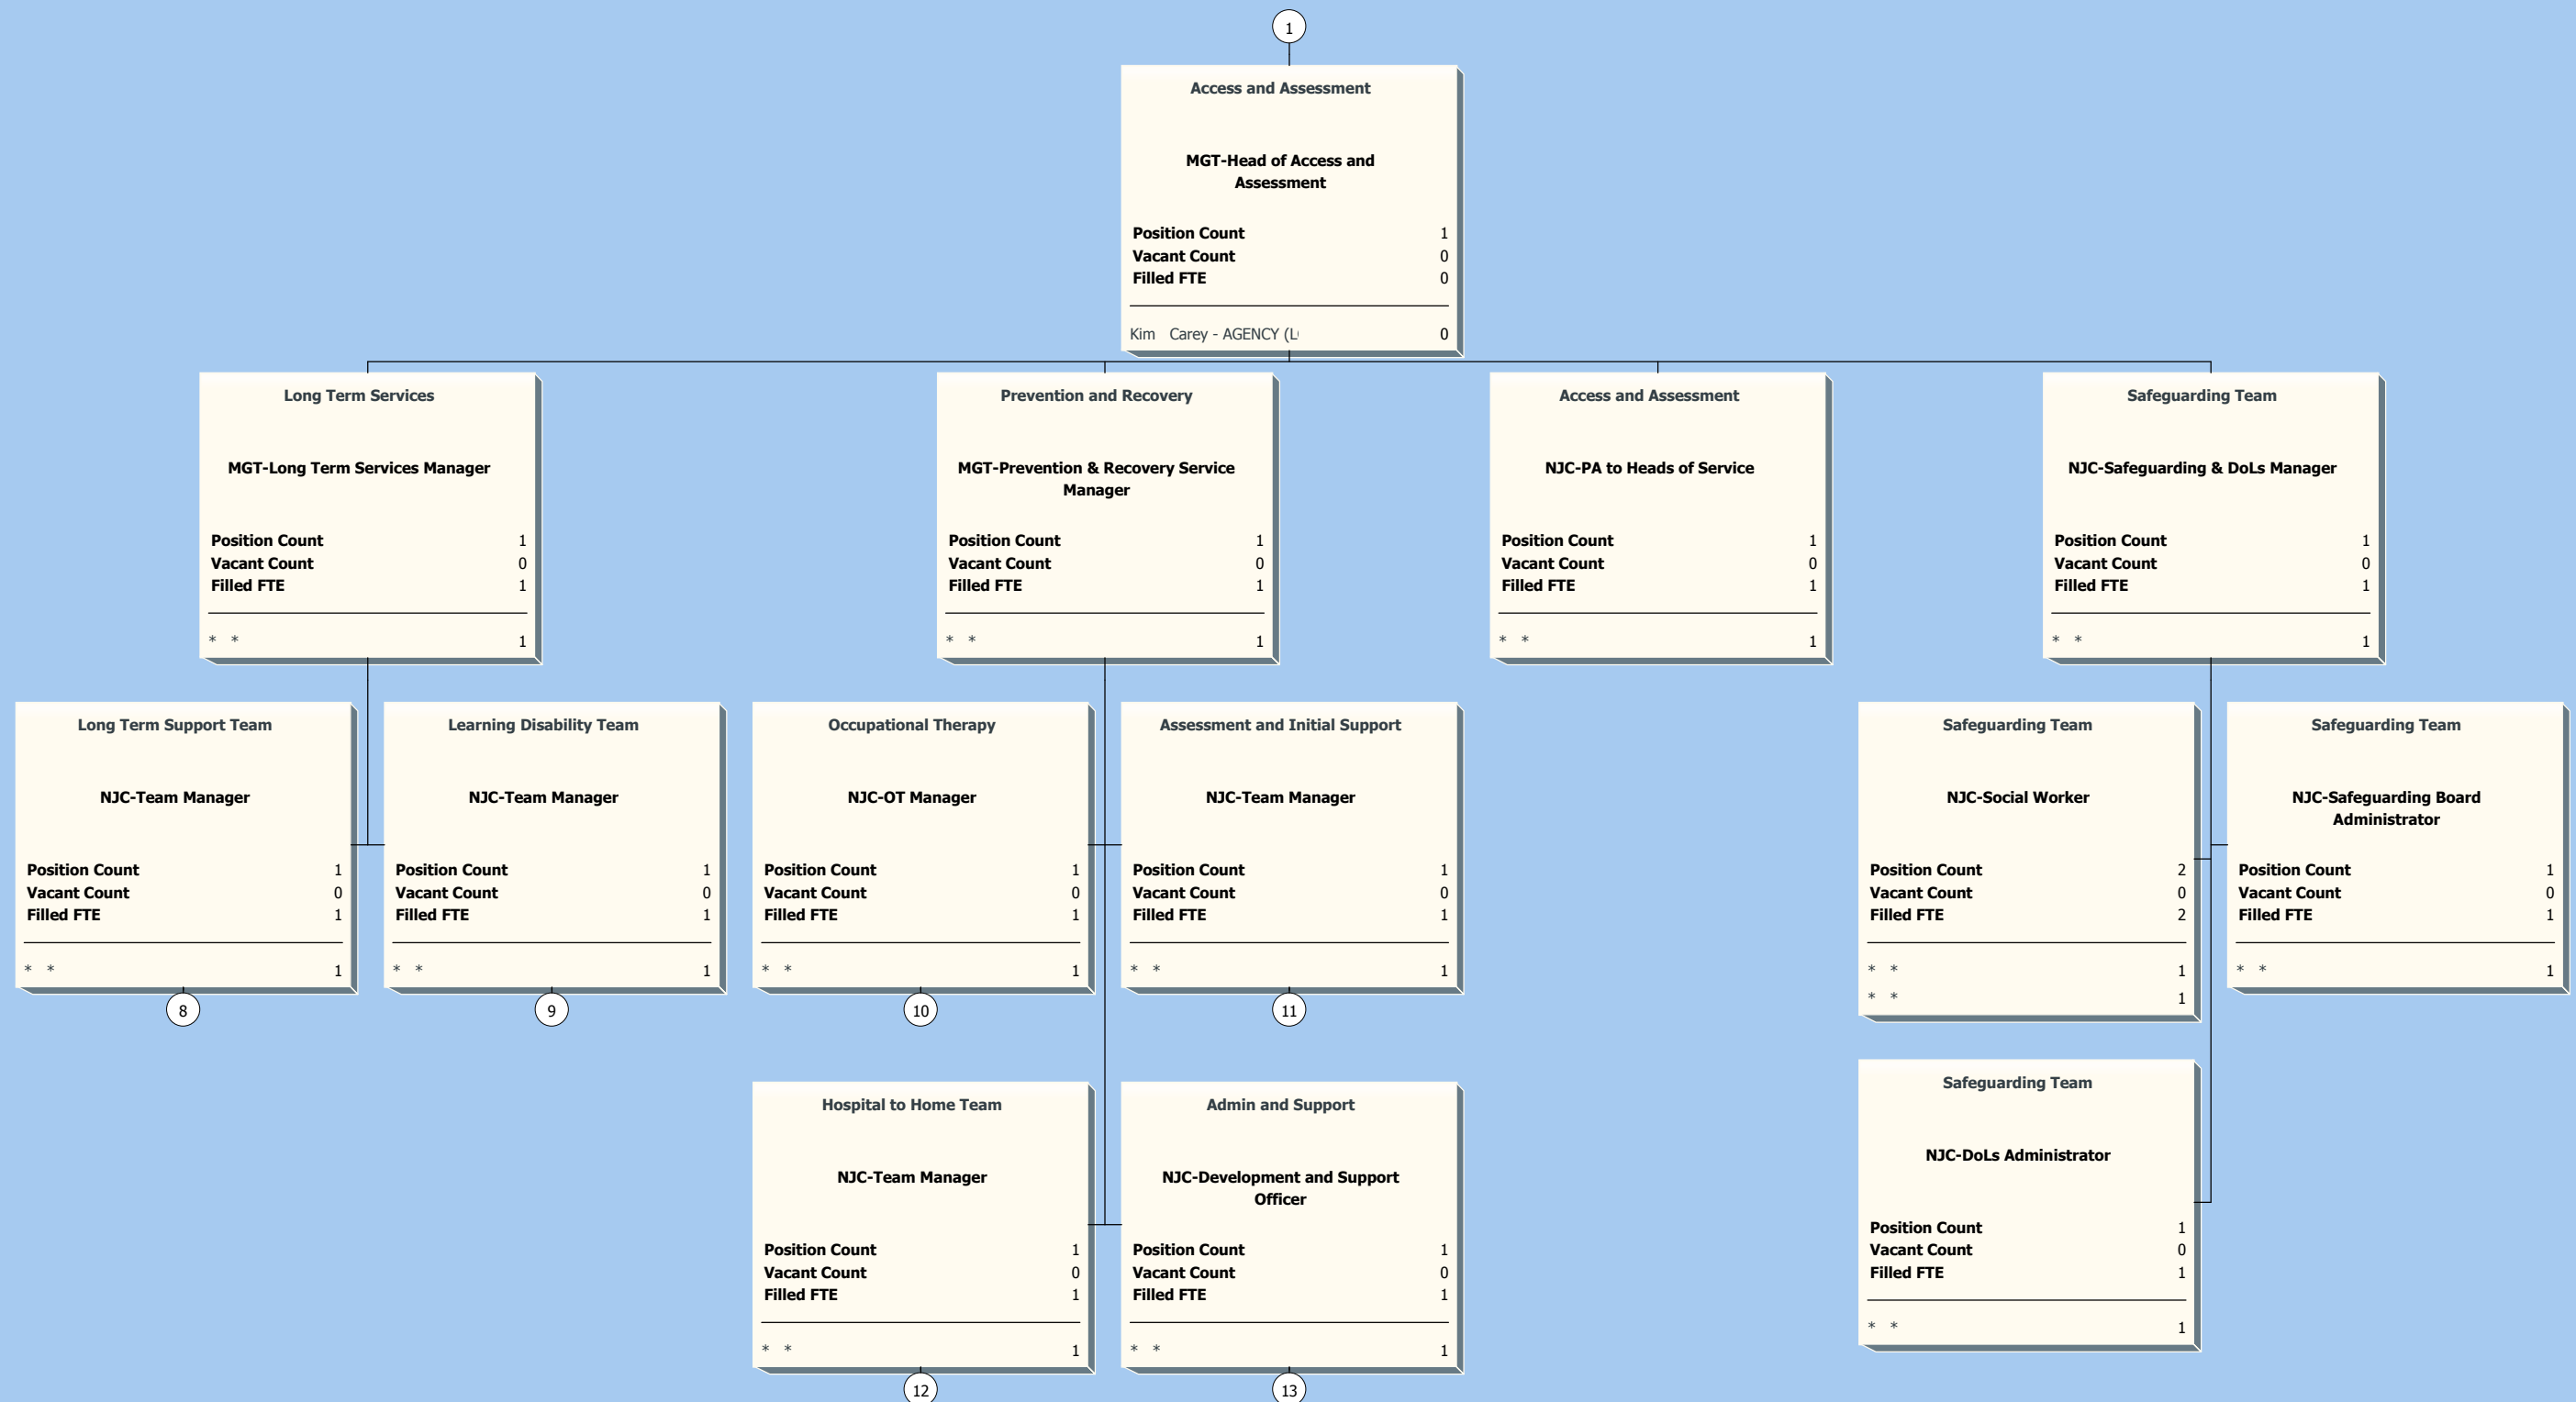 1
Access and Assessment
MGT-Head of Access and
Assessment
Position Count 1
Vacant Count 0
Filled FTE 0
Kim Carey - AGENCY (L 0
Long Term Services
MGT-Long Term Services Manager
Position Count 1
Vacant Count 0
Filled FTE 1
* * 1
Prevention and Recovery
MGT-Prevention & Recovery Service
Manager
Position Count 1
Vacant Count 0
Filled FTE 1
* * 1
Access and Assessment
NJC-PA to Heads of Service
Position Count 1
Vacant Count 0
Filled FTE 1
* * 1
Safeguarding Team
NJC-Safeguarding & DoLs Manager
Position Count 1
Vacant Count 0
Filled FTE 1
* * 1
Long Term Support Team
NJC-Team Manager
Position Count 1
Vacant Count 0
Filled FTE 1
* * 1
8
Learning Disability Team
NJC-Team Manager
Position Count 1
Vacant Count 0
Filled FTE 1
* * 1
9
Occupational Therapy
NJC-OT Manager
Position Count 1
Vacant Count 0
Filled FTE 1
* * 1
10
Assessment and Initial Support
NJC-Team Manager
Position Count 1
Vacant Count 0
Filled FTE 1
* * 1
11
Safeguarding Team
NJC-Social Worker
Position Count 2
Vacant Count 0
Filled FTE 2
* * 1
* * 1
Safeguarding Team
NJC-Safeguarding Board
Administrator
Position Count 1
Vacant Count 0
Filled FTE 1
* * 1
Hospital to Home Team
NJC-Team Manager
Position Count 1
Vacant Count 0
Filled FTE 1
* * 1
12
Admin and Support
NJC-Development and Support
Officer
Position Count 1
Vacant Count 0
Filled FTE 1
* * 1
13
Safeguarding Team
NJC-DoLs Administrator
Position Count 1
Vacant Count 0
Filled FTE 1
* * 1